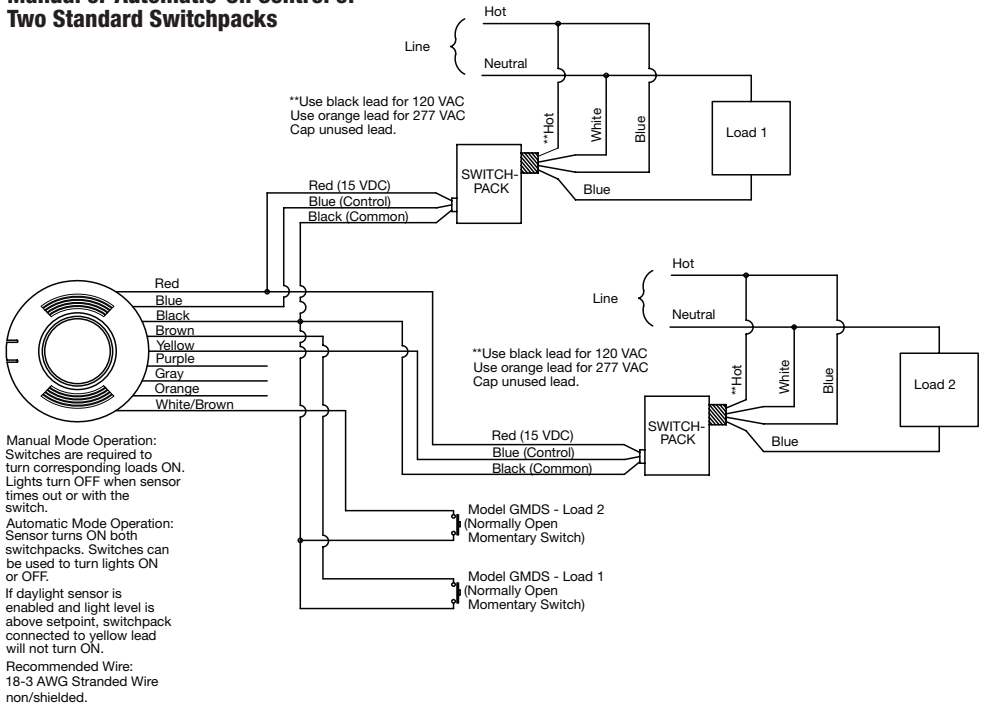 Manual or Automatic-On Control of
Two Standard Switchpacks
Hot
Line
Neutral
**Use black lead for 120 VAC
Use orange lead for 277 VAC
Cap unused lead.
**Hot
White
Blue
Load 1
SWITCH-
PACK
Blue
Red (15 VDC)
Blue (Control)
Black (Common)
Red
Blue
Black
Brown
Yellow
Purple
Gray
Orange
White/Brown
Hot
Line
Neutral
**Use black lead for 120 VAC
Use orange lead for 277 VAC
Cap unused lead.
**Hot
White
Blue
Load 2
SWITCH-
PACK
Blue
Red (15 VDC)
Blue (Control)
Black (Common)
Model GMDS - Load 2
(Normally Open
Momentary Switch)
Model GMDS - Load 1
(Normally Open
Momentary Switch)
Manual Mode Operation:
Switches are required to
turn corresponding loads ON.
Lights turn OFF when sensor
times out or with the
switch.
Automatic Mode Operation:
Sensor turns ON both
switchpacks. Switches can
be used to turn lights ON
or OFF.
If daylight sensor is
enabled and light level is
above setpoint, switchpack
connected to yellow lead
will not turn ON.
Recommended Wire:
18-3 AWG Stranded Wire
non/shielded.